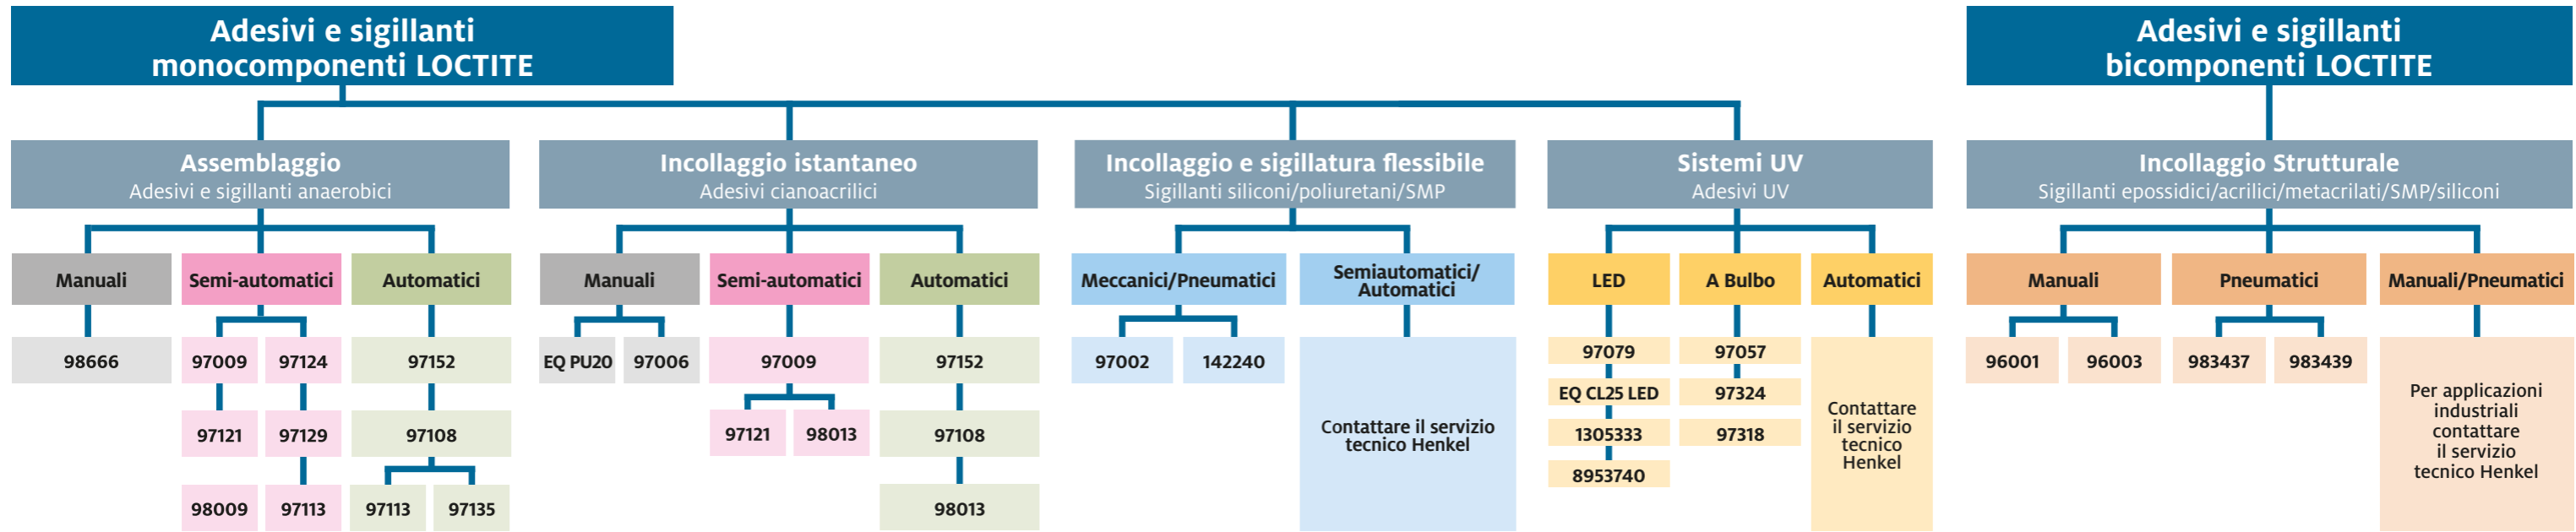 Adesivi e sigillanti
monocomponenti LOCTITE
Adesivi e sigillanti
bicomponenti LOCTITE
Assemblaggio
Adesivi e sigillanti anaerobici
Incollaggio istantaneo
Adesivi cianoacrilici
Incollaggio e sigillatura flessibile
Sigillanti siliconi/poliuretani/SMP
Sistemi UV
Adesivi UV
Incollaggio Strutturale
Sigillanti epossidici/acrilici/metacrilati/SMP/siliconi
Manuali
Semi-automatici
Automatici
Manuali
Semi-automatici
Automatici
Meccanici/Pneumatici
Semiautomatici/
Automatici
LED
A Bulbo
Automatici
Manuali
Pneumatici
Manuali/Pneumatici
98666
97009
97124
97152
97121
97129
97108
98009
97113
97113
97135
EQ PU20
97006
97009
97152
97121
98013
97108
98013
97002
142240
Contattare il servizio
tecnico Henkel
97079
97057
EQ CL25 LED
97324
1305333
97318
8953740
Contattare
il servizio
tecnico
Henkel
96001
96003
983437
983439
Per applicazioni
industriali
contattare
il servizio
tecnico Henkel